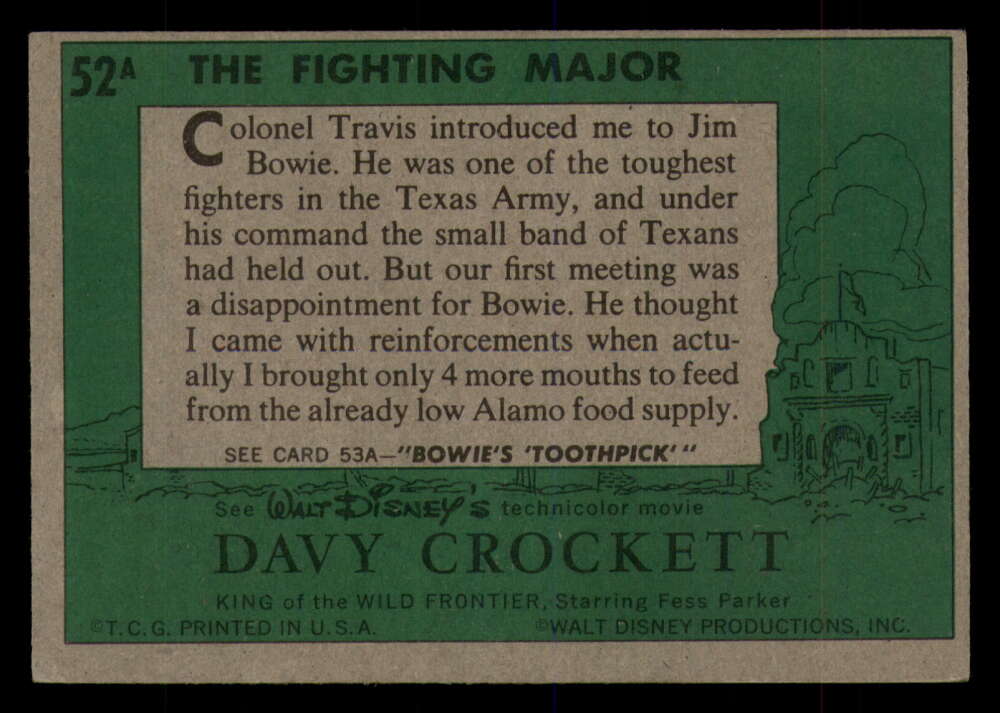 52A THE FIGHTING MAJOR
Colonel Travis introduced me to Jim
Bowie. He was one of the toughest
fighters in the Texas Army, and under
his command the small band of Texans
had held out. But our first meeting was
a disappointment for Bowie. He thought
I came with reinforcements when actu-
ally I brought only 4 more mouths to feed
from the already low Alamo food supply.
SEE CARD 53A—"BOWIE'S 'TOOTHPICK' "
See WALT DISNEY'S technicolor movie
DAVY CROCKETT
KING of the WILD FRONTIER, Starring Fess Parker
©T.C.G. PRINTED IN U.S.A. ©WALT DISNEY PRODUCTIONS, INC.